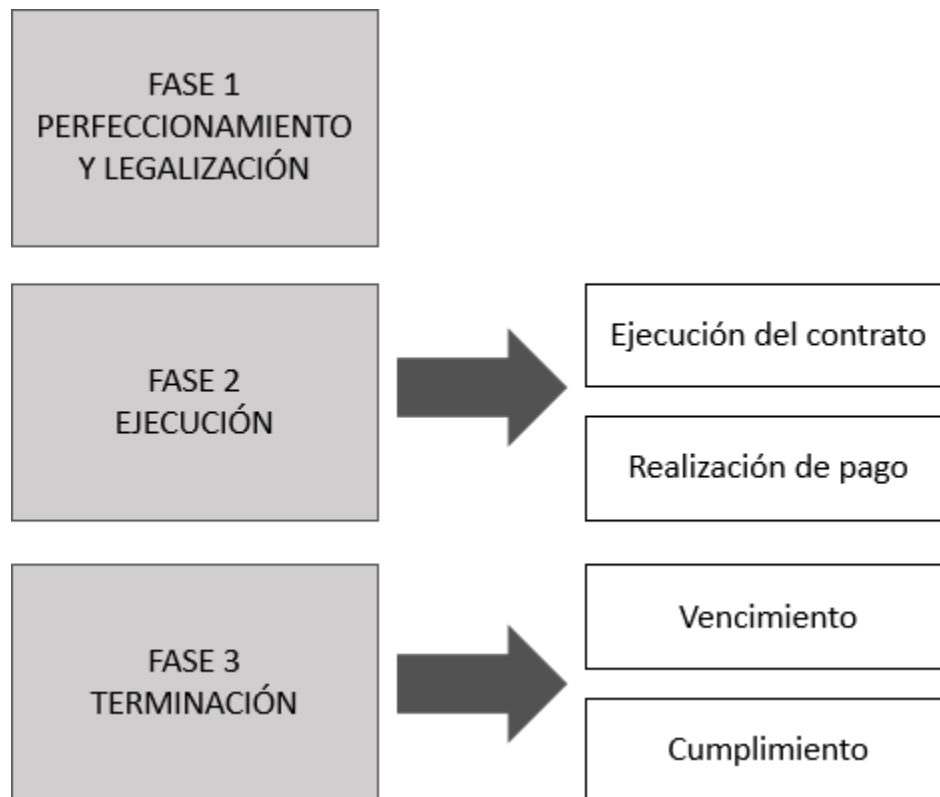 FASE 1
PERFECCIONAMIENTO
Y LEGALIZACIÓN
FASE 2
EJECUCIÓN
Ejecución del contrato
Realización de pago
FASE 3
TERMINACIÓN
Vencimiento
Cumplimiento